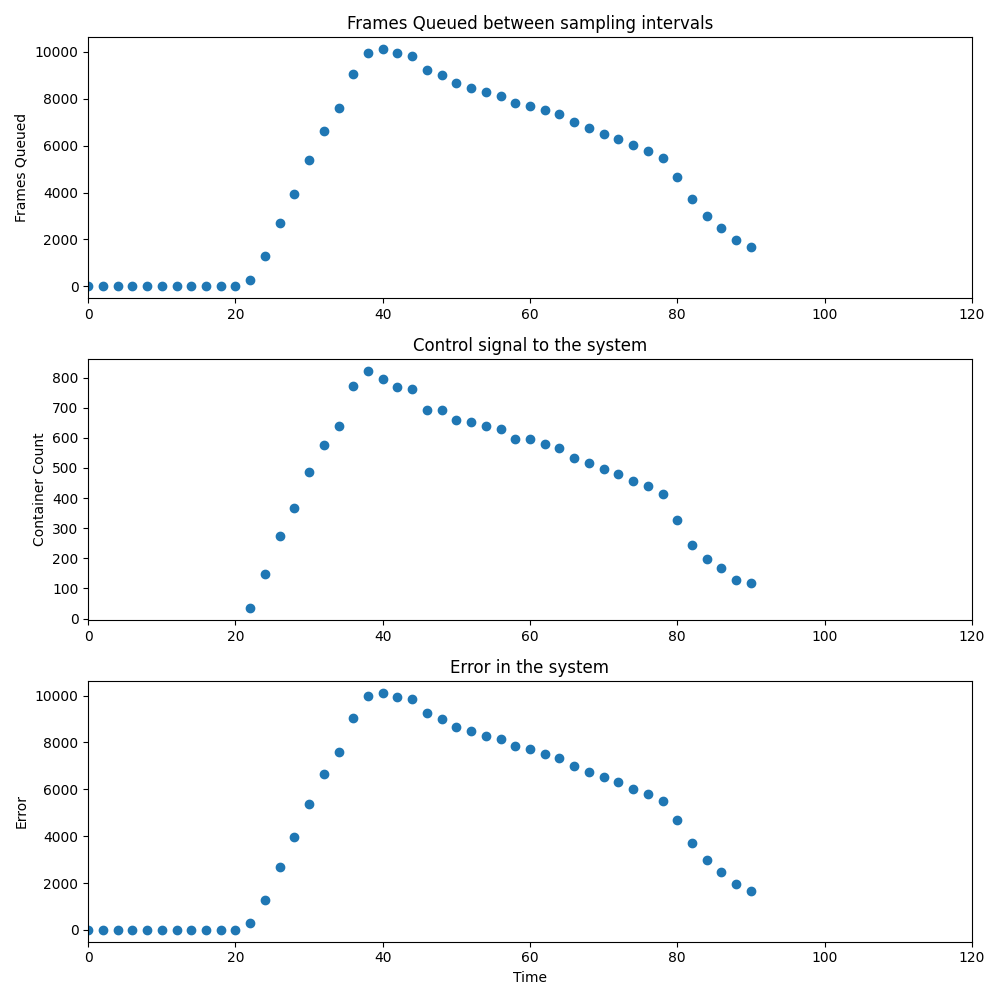 Frames Queued between sampling intervals
Frames Queued
10000
8000
6000
4000
2000
0
0 20 40 60 80 100 120
Control signal to the system
Container Count
800
700
600
500
400
300
200
100
0
0 20 40 60 80 100 120
Error in the system
Error
10000
8000
6000
4000
2000
0
0 20 40 60 80 100 120
Time